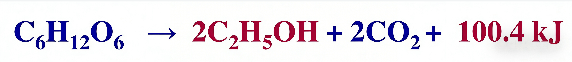 C₆H₁₂O₆ → 2C₂H₅OH + 2CO₂ + 100.4 kJ